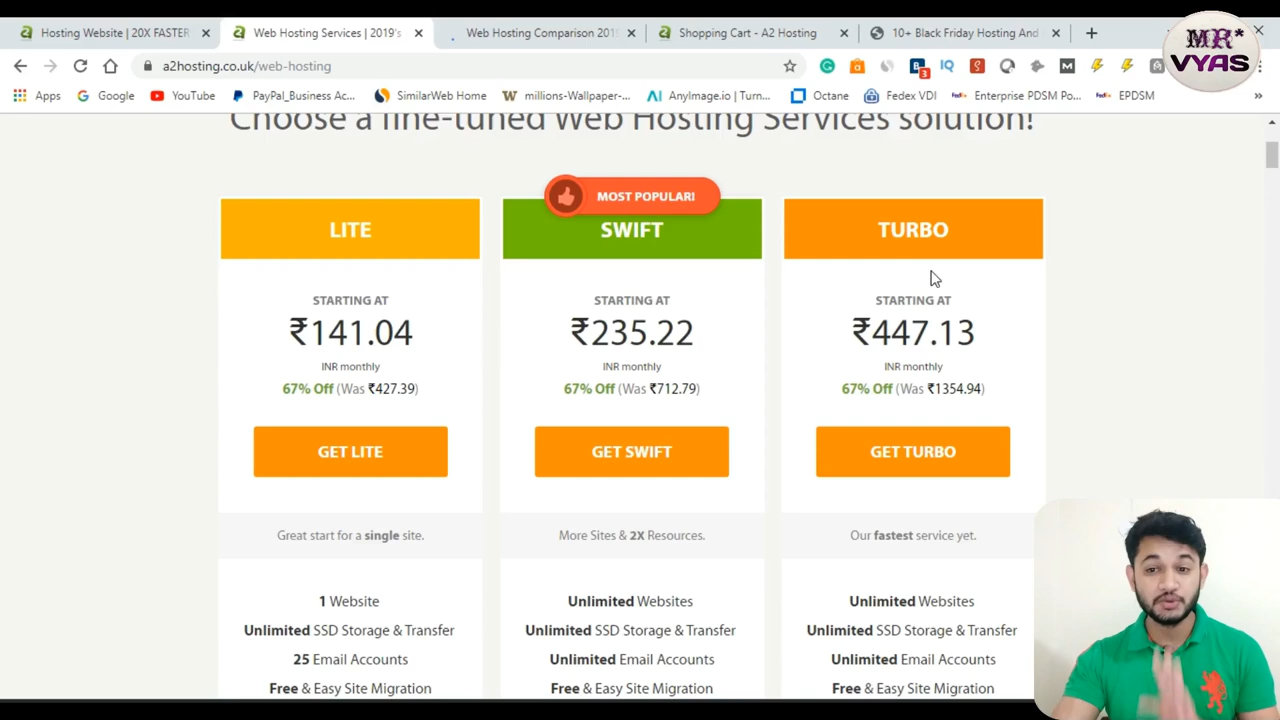 Hosting Website | 20X FASTER
Web Hosting Services | 2019's
Web Hosting Comparison 2019
Shopping Cart - A2 Hosting
10+ Black Friday Hosting And
MR*
VYAS
a2hosting.co.uk/web-hosting
3
IQ
M
Apps
Google
YouTube
PayPal_Business Ac...
SimilarWeb Home
millions-Wallpaper-...
AnyImage.io | Turn...
Octane
Fedex VDI
Enterprise PDSM Po...
EPDSM
»
Choose a fine-tuned Web Hosting Services solution!
MOST POPULAR!
LITE
STARTING AT
₹141.04
INR monthly
67% Off (Was ₹427.39)
GET LITE
Great start for a single site.
1 Website
Unlimited SSD Storage & Transfer
25 Email Accounts
Free & Easy Site Migration
SWIFT
STARTING AT
₹235.22
INR monthly
67% Off (Was ₹712.79)
GET SWIFT
More Sites & 2X Resources.
Unlimited Websites
Unlimited SSD Storage & Transfer
Unlimited Email Accounts
Free & Easy Site Migration
TURBO
STARTING AT
₹447.13
INR monthly
67% Off (Was ₹1354.94)
GET TURBO
Our fastest service yet.
Unlimited Websites
Unlimited SSD Storage & Transfer
Unlimited Email Accounts
Free & Easy Site Migration